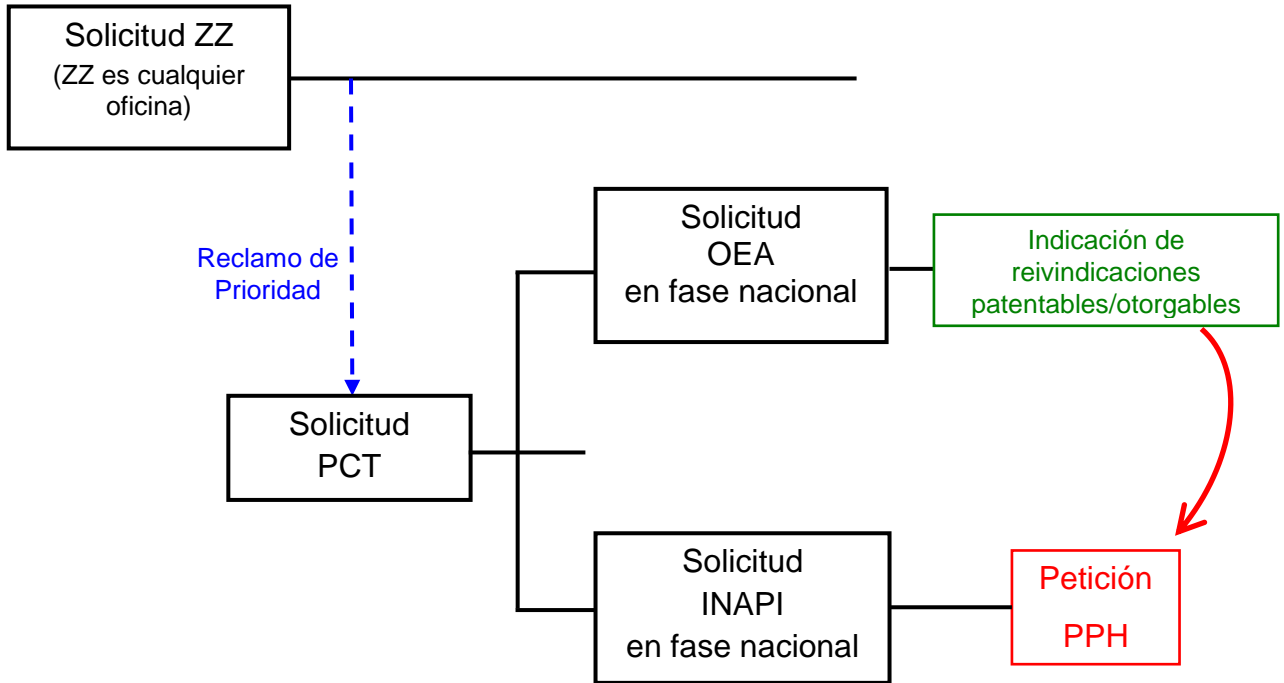 Solicitud ZZ
(ZZ es cualquier
oficina)
Reclamo de
Prioridad
Solicitud
PCT
Solicitud
OEA
en fase nacional
Indicación de
reivindicaciones
patentables/otorgables
Solicitud
INAPI
en fase nacional
Petición
PPH